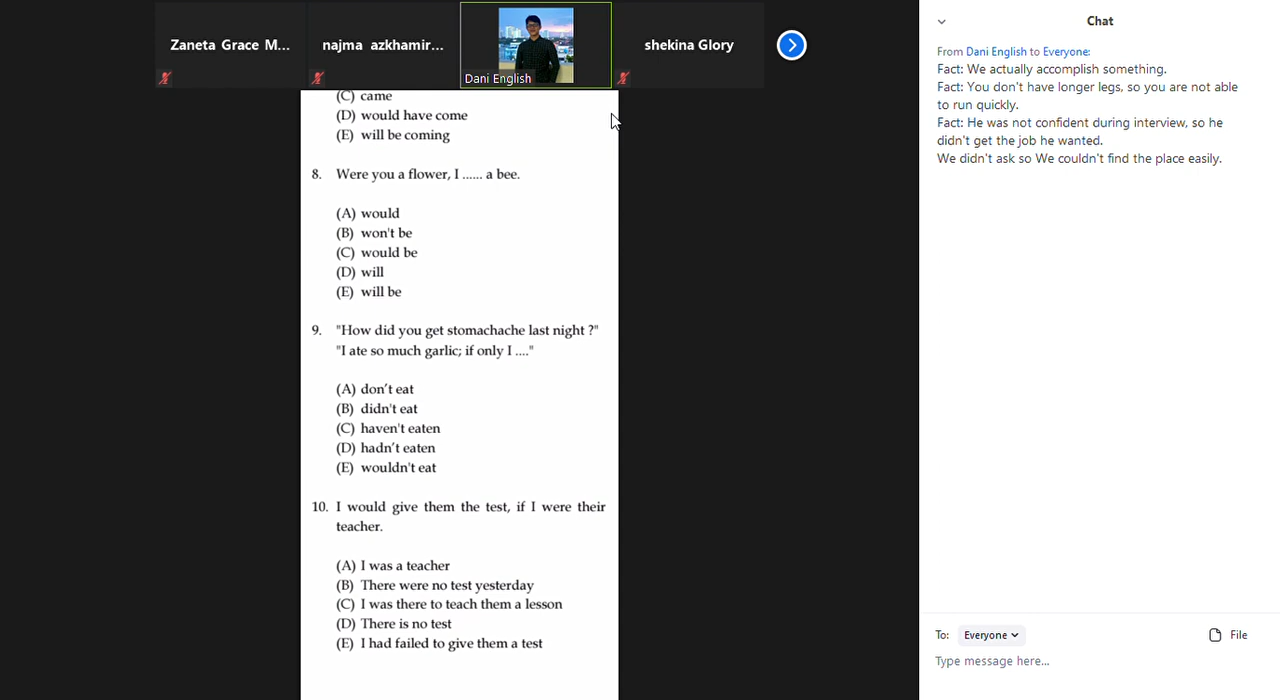 Zaneta Grace M...
najma azkhamir...
Dani English
shekina Glory
(C) came
(D) would have come
(E) will be coming
8. Were you a flower, I ...... a bee.
(A) would
(B) won't be
(C) would be
(D) will
(E) will be
9. "How did you get stomachache last night ?"
"I ate so much garlic; if only I ...."
(A) don't eat
(B) didn't eat
(C) haven't eaten
(D) hadn't eaten
(E) wouldn't eat
10. I would give them the test, if I were their
teacher.
(A) I was a teacher
(B) There were no test yesterday
(C) I was there to teach them a lesson
(D) There is no test
(E) I had failed to give them a test
Chat
From Dani English to Everyone:
Fact: We actually accomplish something.
Fact: You don't have longer legs, so you are not able
to run quickly.
Fact: He was not confident during interview, so he
didn't get the job he wanted.
We didn't ask so We couldn't find the place easily.
To: Everyone
File
Type message here...